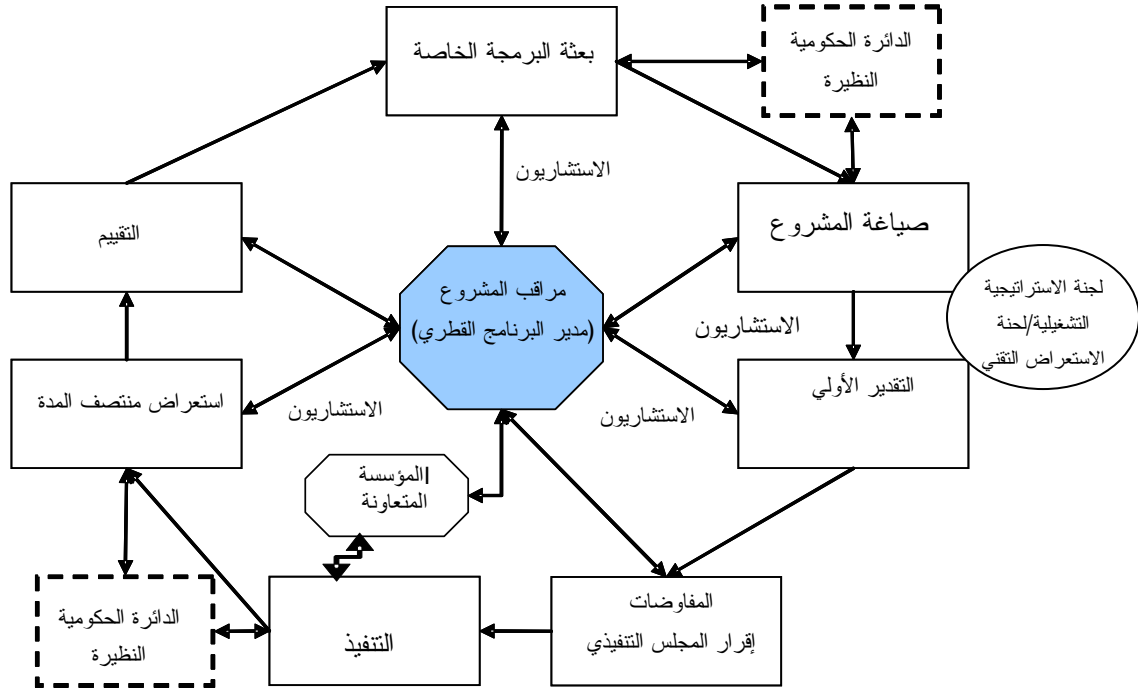 بعثة البرمجة الخاصة
الدائرة الحكومية
النظيرة
الاستشاريون
التقييم
صياغة المشروع
مراقب المشروع
(مدير البرنامج القطري)
لجنة الاستراتيجية
التشغيلية/لحنة
الاستعراض التقني
الاستشاريون
استعراض منتصف المدة
التقدير الأولي
الاستشاريون
الاستشاريون
المؤسسة
المتعاونة
الدائرة الحكومية
النظيرة
التنفيذ
المفاوضات
إقرار المجلس التنفيذي